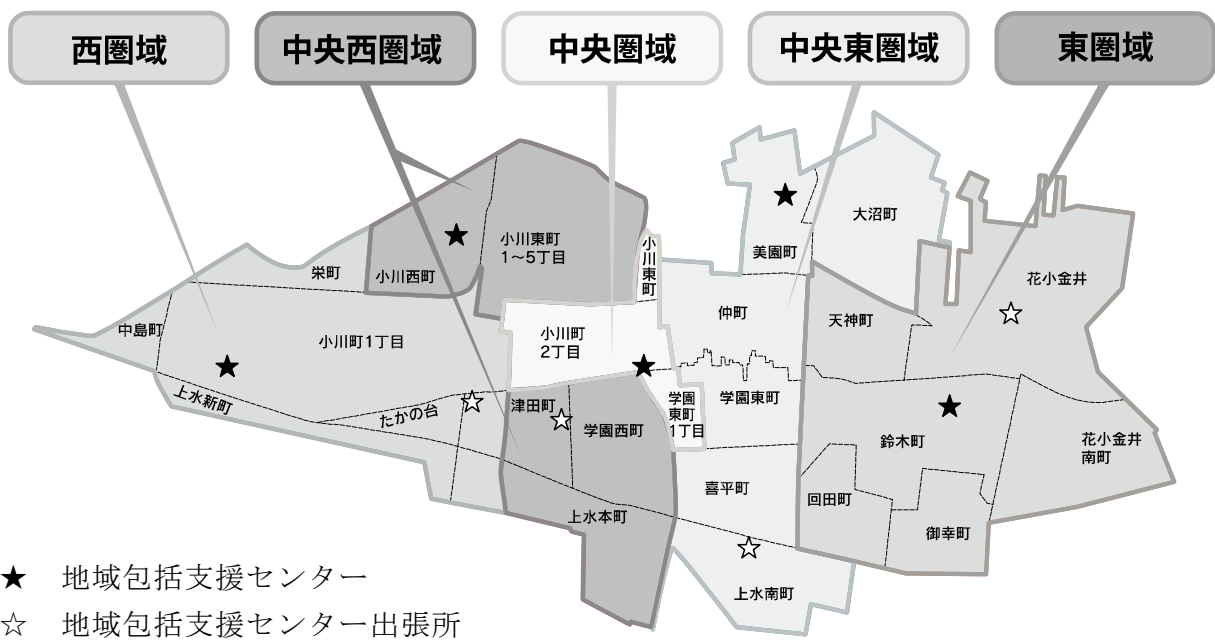 西圏域
中央西圏域
中央圏域
中央東圏域
東圏域
大沼町
美園町
小川東町
1～5丁目
小川東町
栄町
小川西町
花小金井
中島町
小川町1丁目
小川町
2丁目
仲町
天神町
上水新町
たかの台
津田町
学園西町
学園
東町
1丁目
学園東町
鈴木町
花小金井
南町
喜平町
回田町
上水本町
御幸町
上水南町
★ 地域包括支援センター
☆ 地域包括支援センター出張所